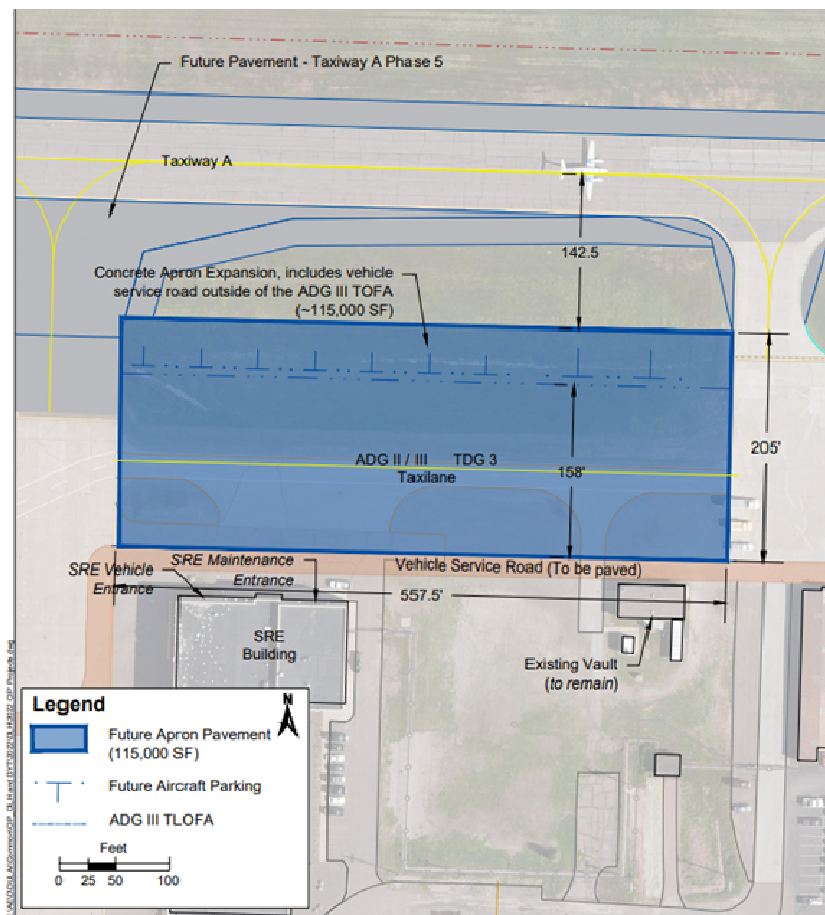 Future Pavement - Taxiway A Phase 5
Taxiway A
142.5
Concrete Apron Expansion, includes vehicle
service road outside of the ADG III TOFA
(~115,000 SF)
205'
ADG II / III TDG 3
Taxilane
158'
SRE Vehicle
Entrance
SRE Maintenance
Entrance
Vehicle Service Road (To be paved)
557.5'
SRE
Building
Existing Vault
(to remain)
Legend
N
Future Apron Pavement
(115,000 SF)
Future Aircraft Parking
ADG III TLOFA
Feet
0 25 50 100